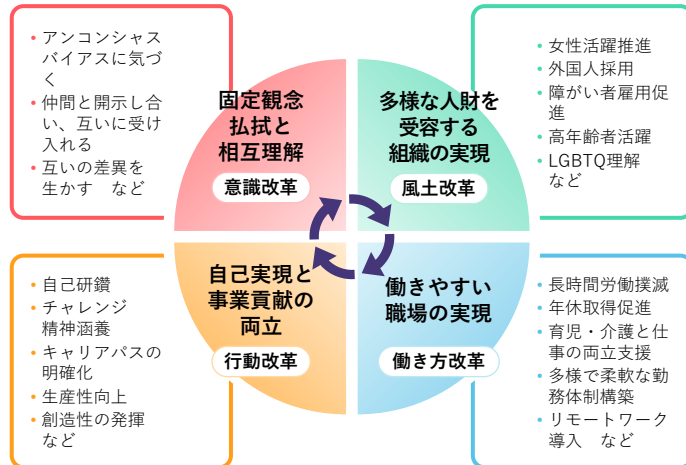 ・アンコンシャス
バイアスに気づ
く
・仲間と開示し合
い、互いに受け
入れる
・互いの差異を
生かす　など
固定観念
払拭と
相互理解
意識改革
多様な人財を
受容する
組織の実現
風土改革
・女性活躍推進
・外国人採用
・障がい者雇用促
進
・高年齢者活躍
・LGBTQ理解
など
・自己研鑽
・チャレンジ
精神涵養
・キャリアパスの
明確化
・生産性向上
・創造性の発揮
など
自己実現と
事業貢献の
両立
行動改革
働きやすい
職場の実現
働き方改革
・長時間労働撲滅
・年休取得促進
・育児・介護と仕
事の両立支援
・多様で柔軟な勤
務体制構築
・リモートワーク
導入　など